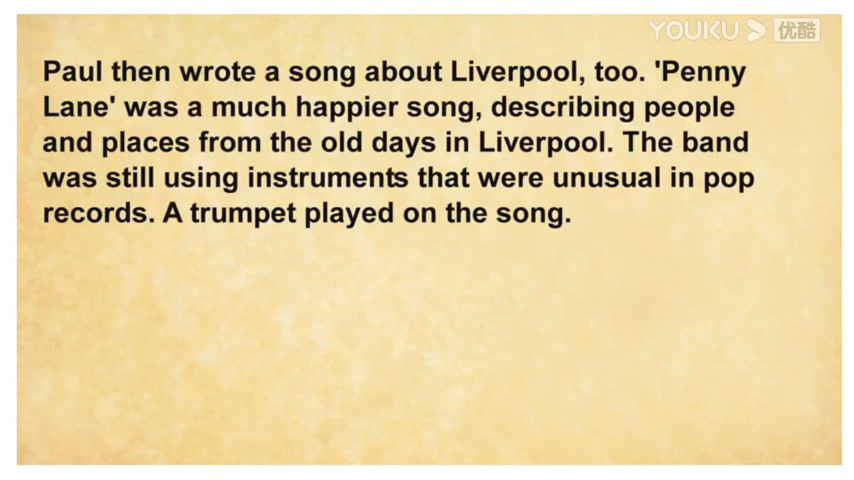 YOUKU 优酷
Paul then wrote a song about Liverpool, too. 'Penny
Lane' was a much happier song, describing people
and places from the old days in Liverpool. The band
was still using instruments that were unusual in pop
records. A trumpet played on the song.